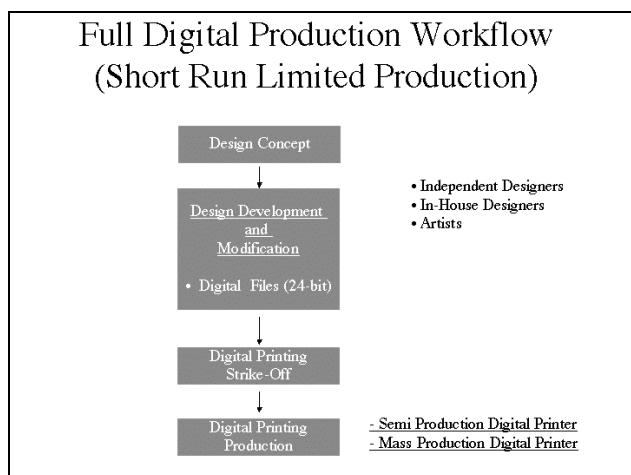 Full Digital Production Workflow
(Short Run Limited Production)
Design Concept
Design Development
and
Modification
• Digital Files (24-bit)
• Independent Designers
• In-House Designers
• Artists
Digital Printing
Strike-Off
Digital Printing
Production
- Semi Production Digital Printer
- Mass Production Digital Printer